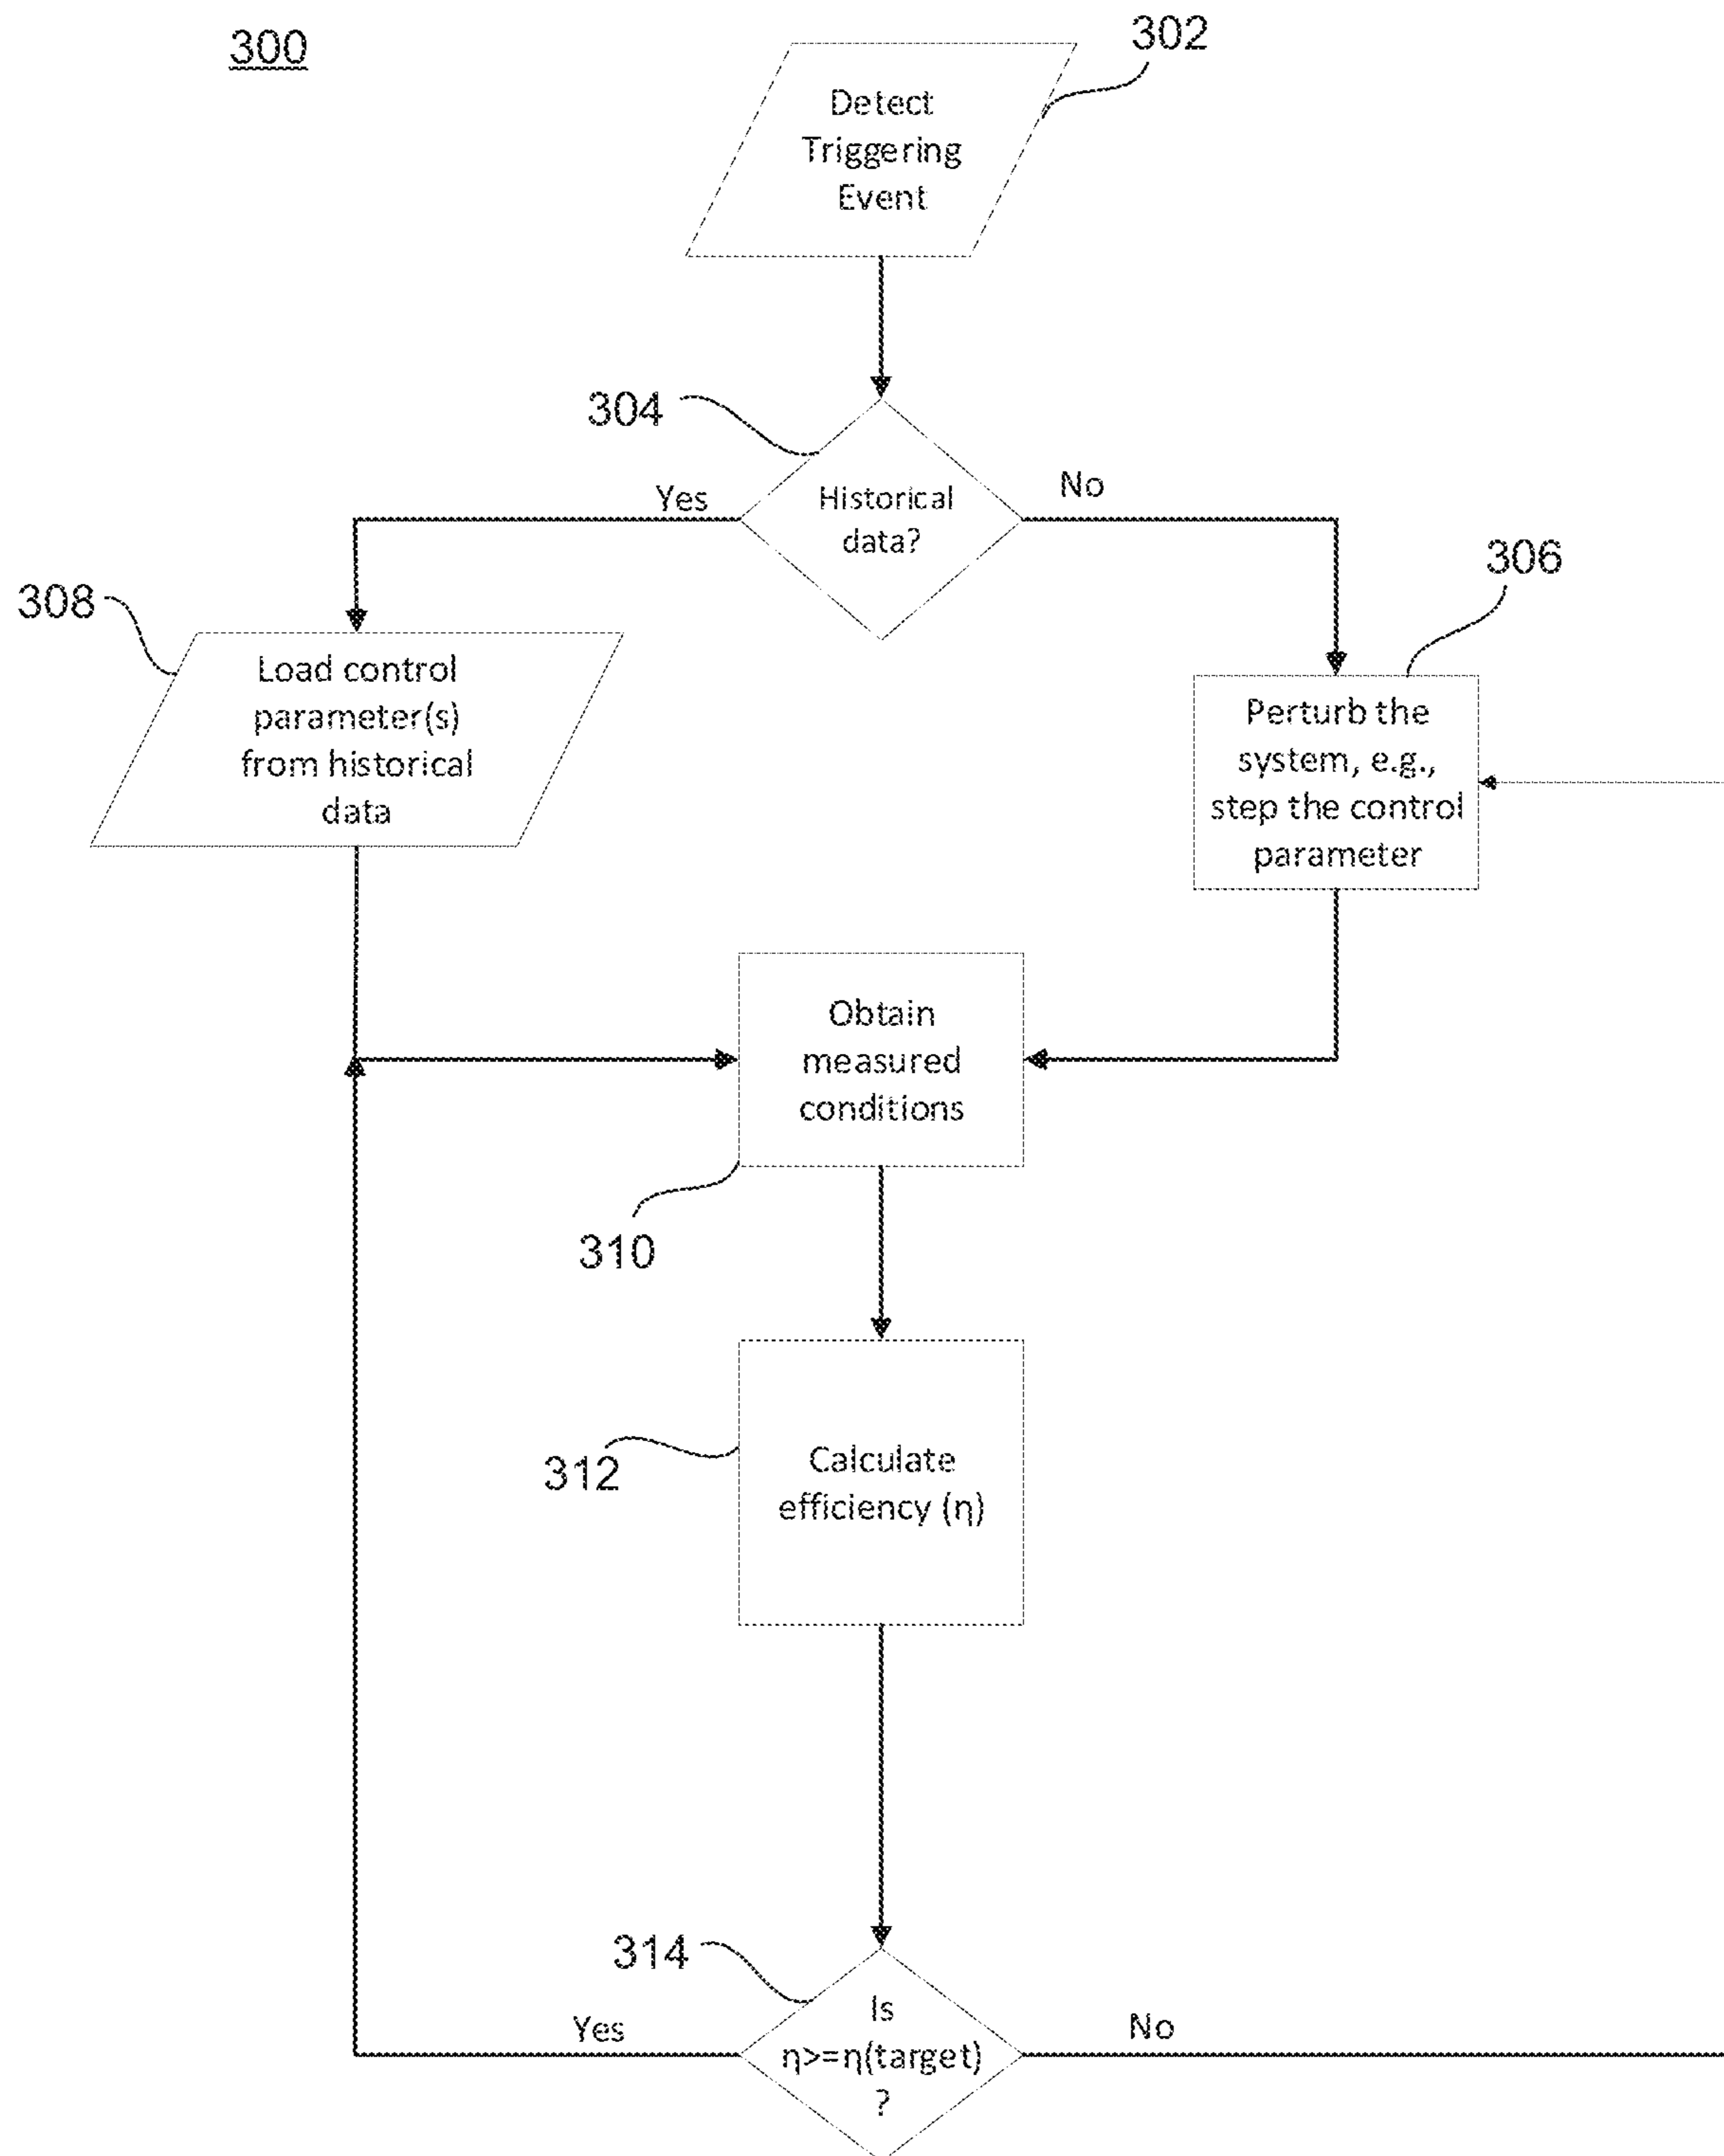 300
302
Detect
Triggering
Event
304
Yes
Historical
data?
No
306
308
Load control
parameter(s)
from historical
data
Perturb the
system, e.g.,
step the control
parameter
Obtain
measured
conditions
310
312
Calculate
efficiency (η)
314
Yes
Is
η>=η(target)
?
No